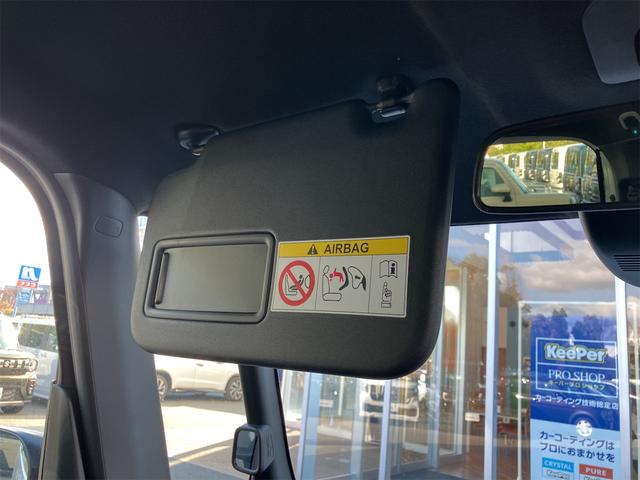 AIRBAG
KeePer
PRO SHOP
キーパープロショップ
カーコーティング技術認定店
カーコーティングは
プロにおまかせを
CRYSTAL
PURE